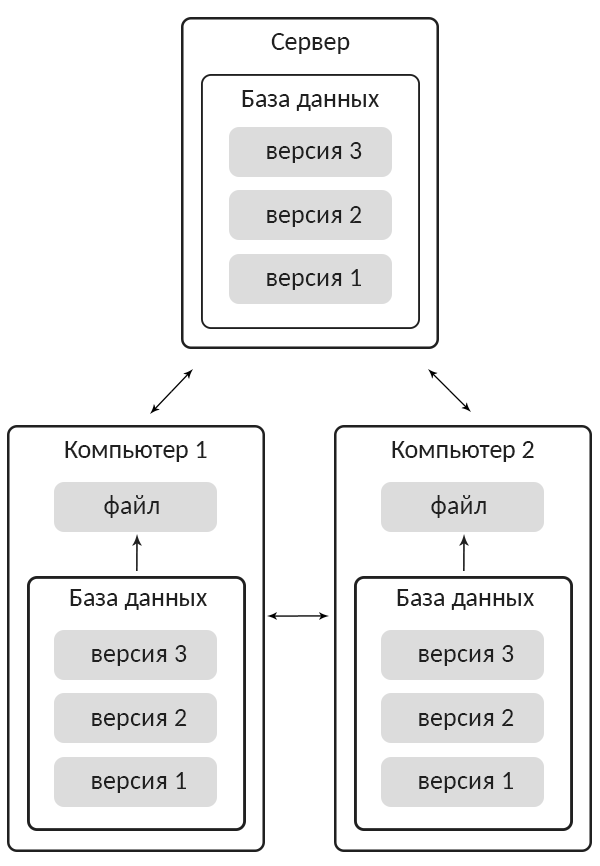 Сервер
База данных
версия 3
версия 2
версия 1
Компьютер 1
файл
База данных
версия 3
версия 2
версия 1
Компьютер 2
файл
База данных
версия 3
версия 2
версия 1